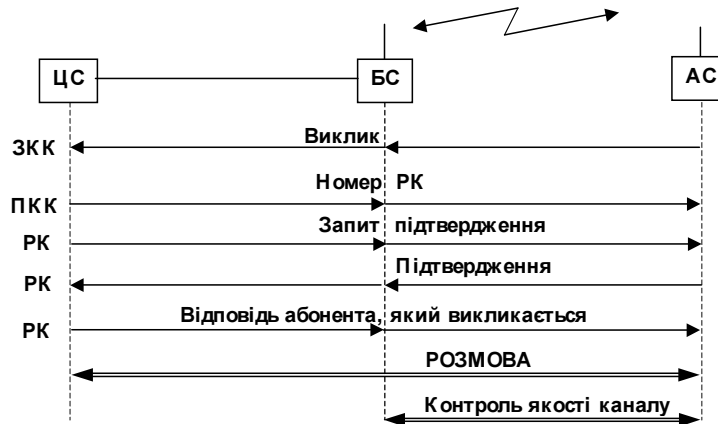 ЦС
БС
АС
Виклик
ЗКК
Номер РК
ПКК
Запит підтвердження
РК
Підтвердження
РК
Відповідь абонента, який викликається
РК
РОЗМОВА
Контроль якості каналу